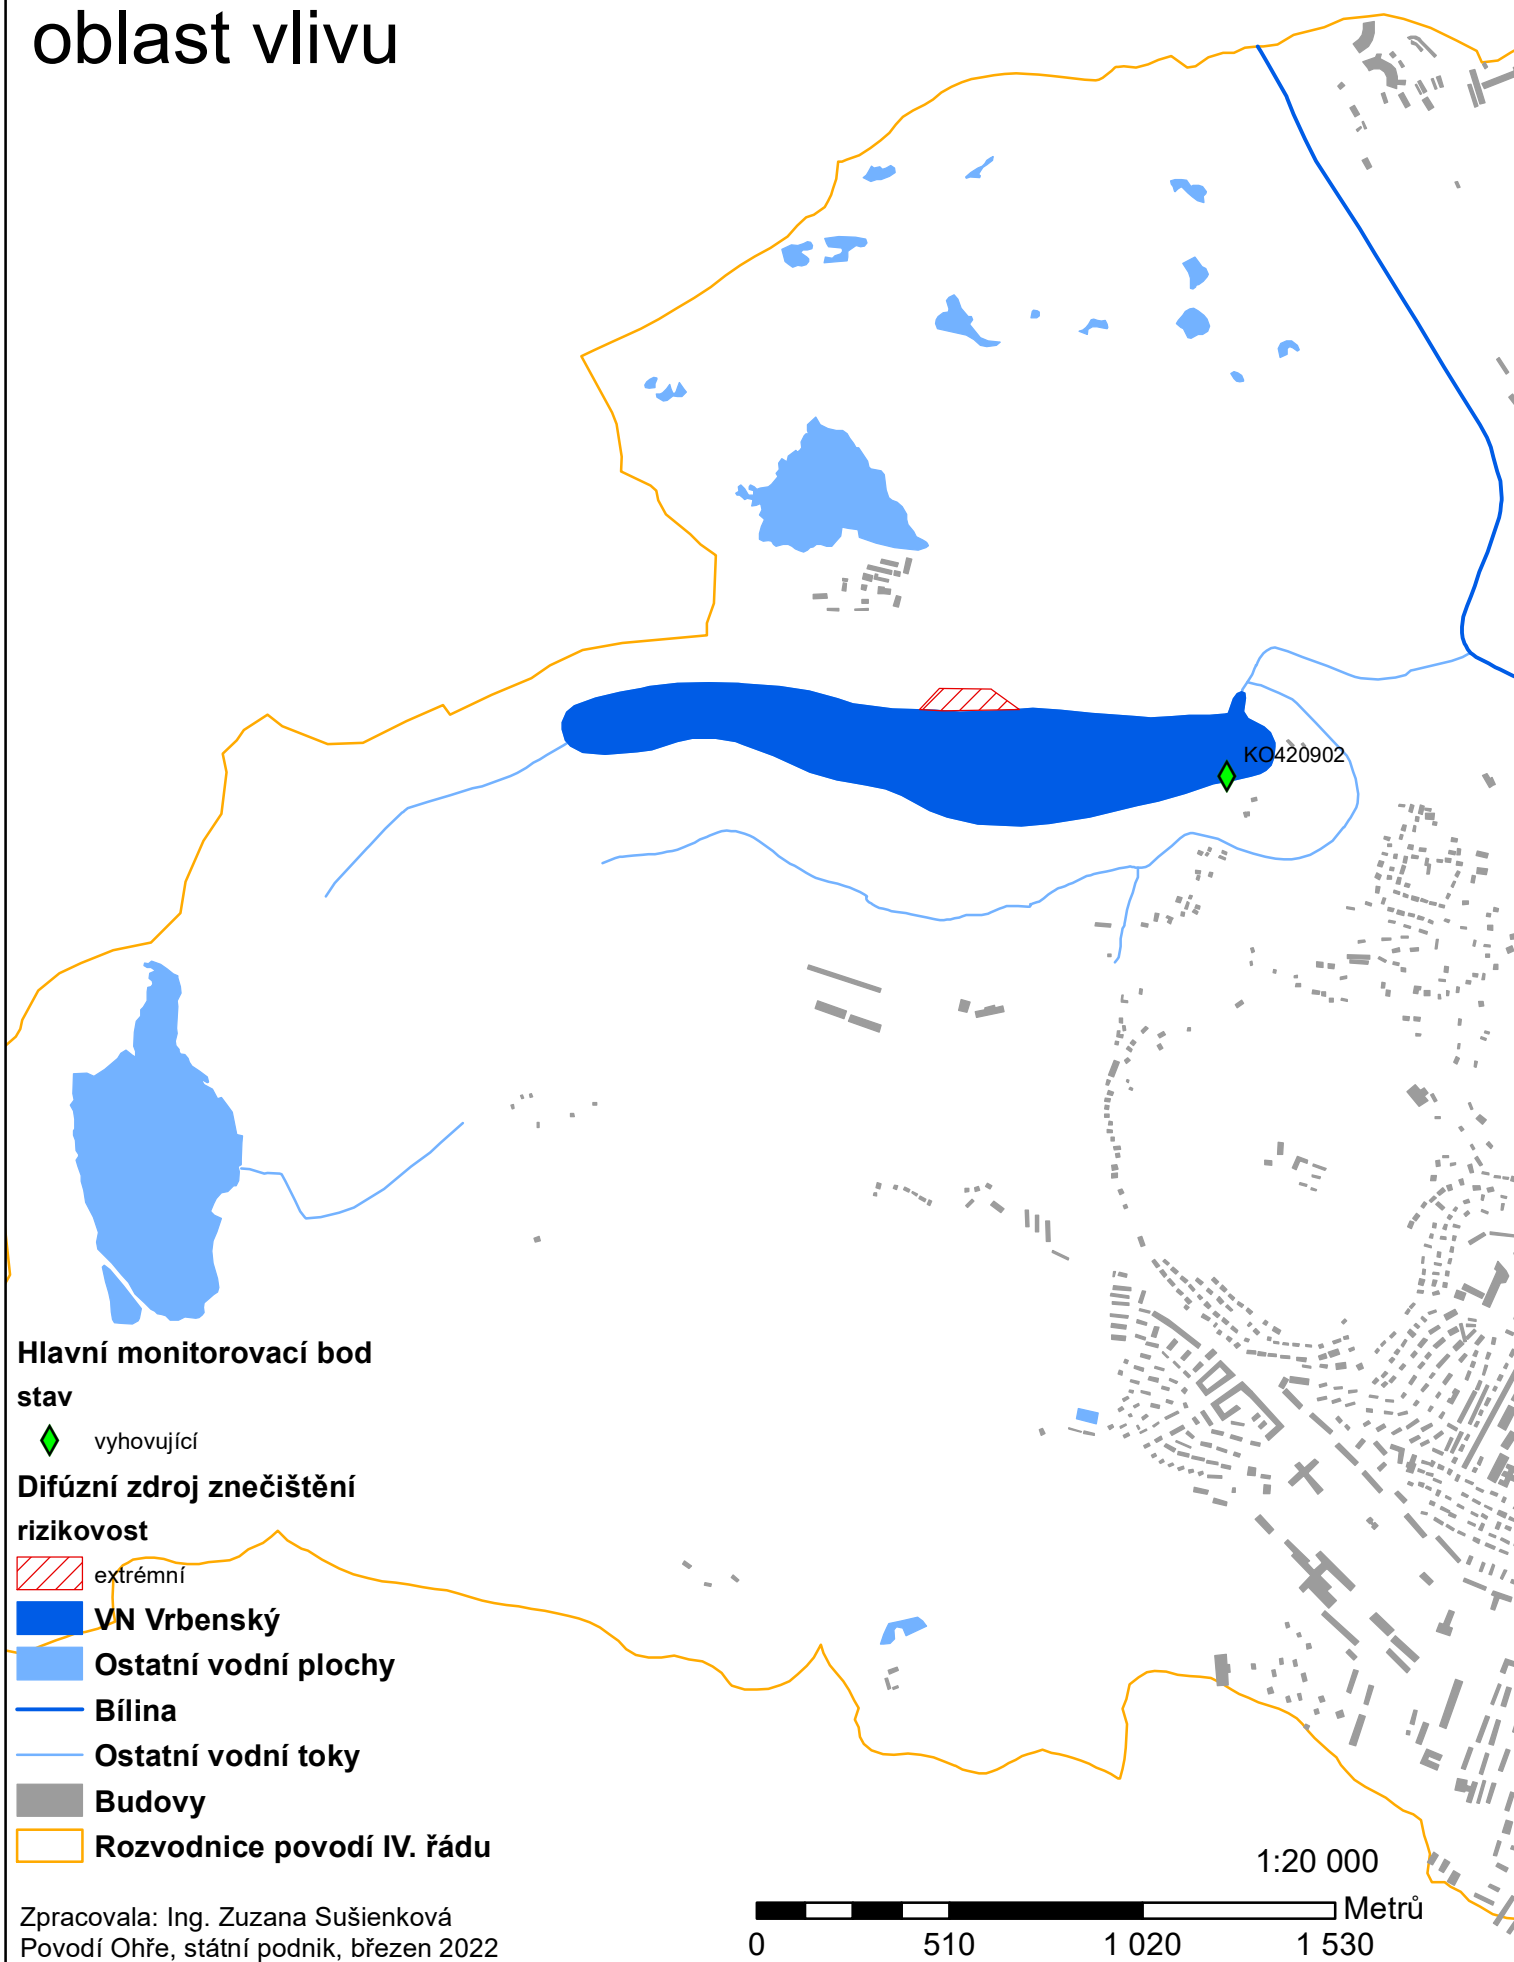 oblast vlivu
KO420902
Hlavní monitorovací bod
stav
vyhovující
Difúzní zdroj znečištění
rizikovost
extrémní
VN Vrbenský
Ostatní vodní plochy
Bílina
Ostatní vodní toky
Budovy
Rozvodnice povodí IV. řádu
1:20 000
Metrů
0 510 1 020 1 530
Zpracovala: Ing. Zuzana Sušienková
Povodí Ohře, státní podnik, březen 2022